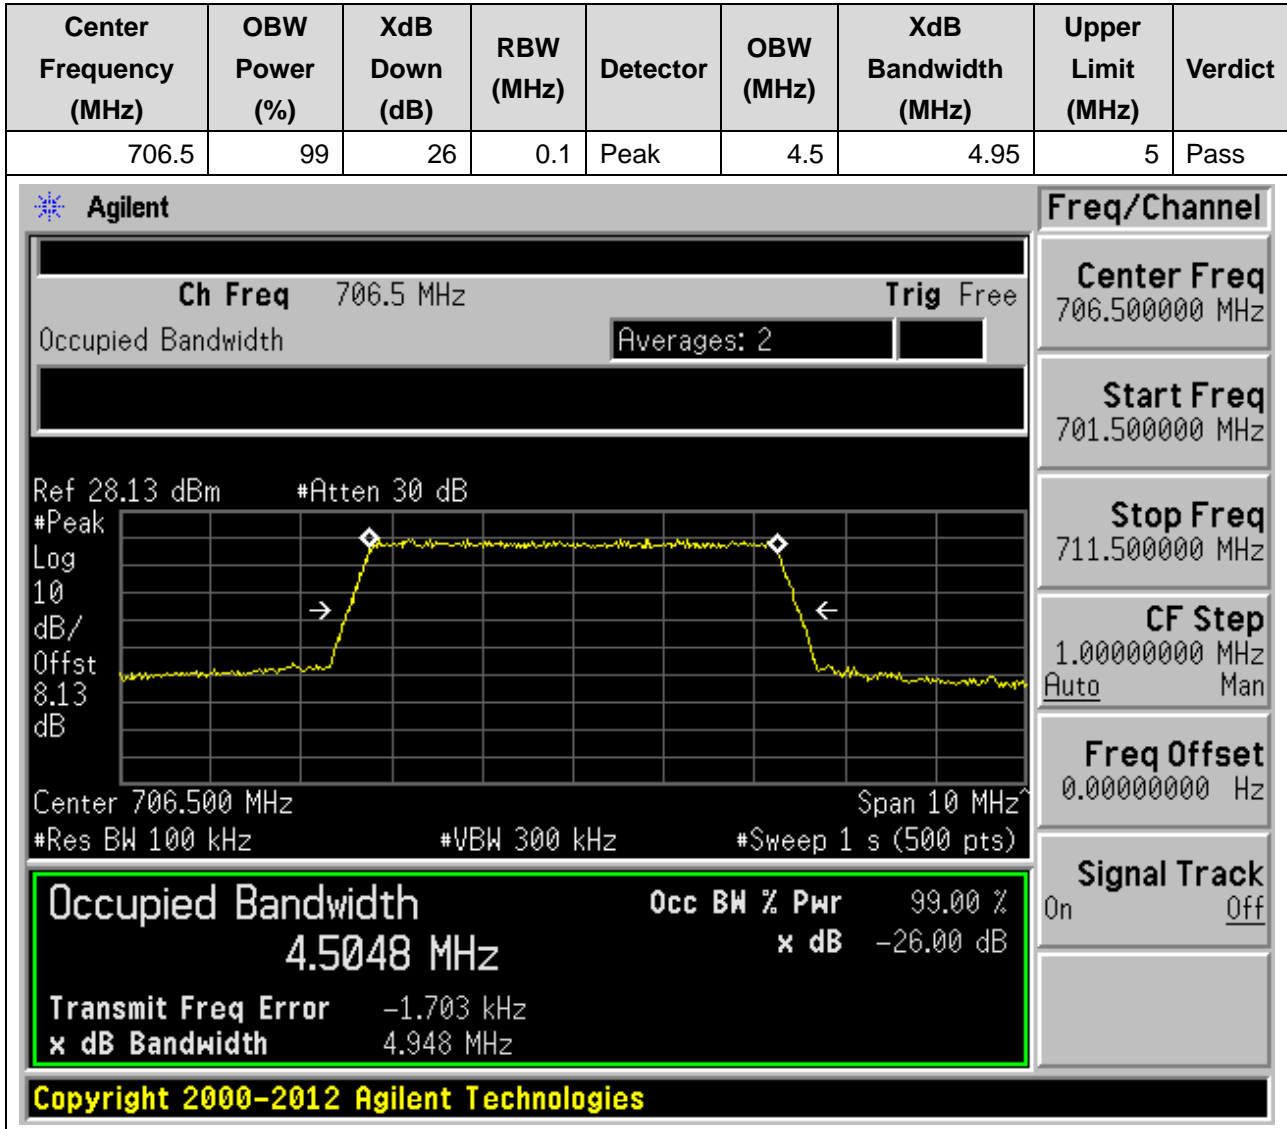 Center Frequency (MHz) OBW Power (%) XdB Down (dB) RBW (MHz) Detector OBW (MHz) XdB Bandwidth (MHz) Upper Limit (MHz) Verdict
706.5 99 26 0.1 Peak 4.5 4.95 5 Pass
Agilent
Freq/Channel
Ch Freq 706.5 MHz Trig Free
Occupied Bandwidth Averages: 2
Center Freq
706.500000 MHz
Start Freq
701.500000 MHz
Stop Freq
711.500000 MHz
CF Step
1.00000000 MHz
Auto Man
Freq Offset
0.00000000 Hz
Signal Track
On Off
Ref 28.13 dBm #Atten 30 dB
#Peak
Log
10
dB/
Offst
8.13
dB
Center 706.500 MHz Span 10 MHz^
#Res BW 100 kHz #VBW 300 kHz #Sweep 1 s (500 pts)
Occupied Bandwidth Occ BW % Pwr 99.00 %
4.5048 MHz x dB -26.00 dB
Transmit Freq Error -1.703 kHz
x dB Bandwidth 4.948 MHz
Copyright 2000-2012 Agilent Technologies